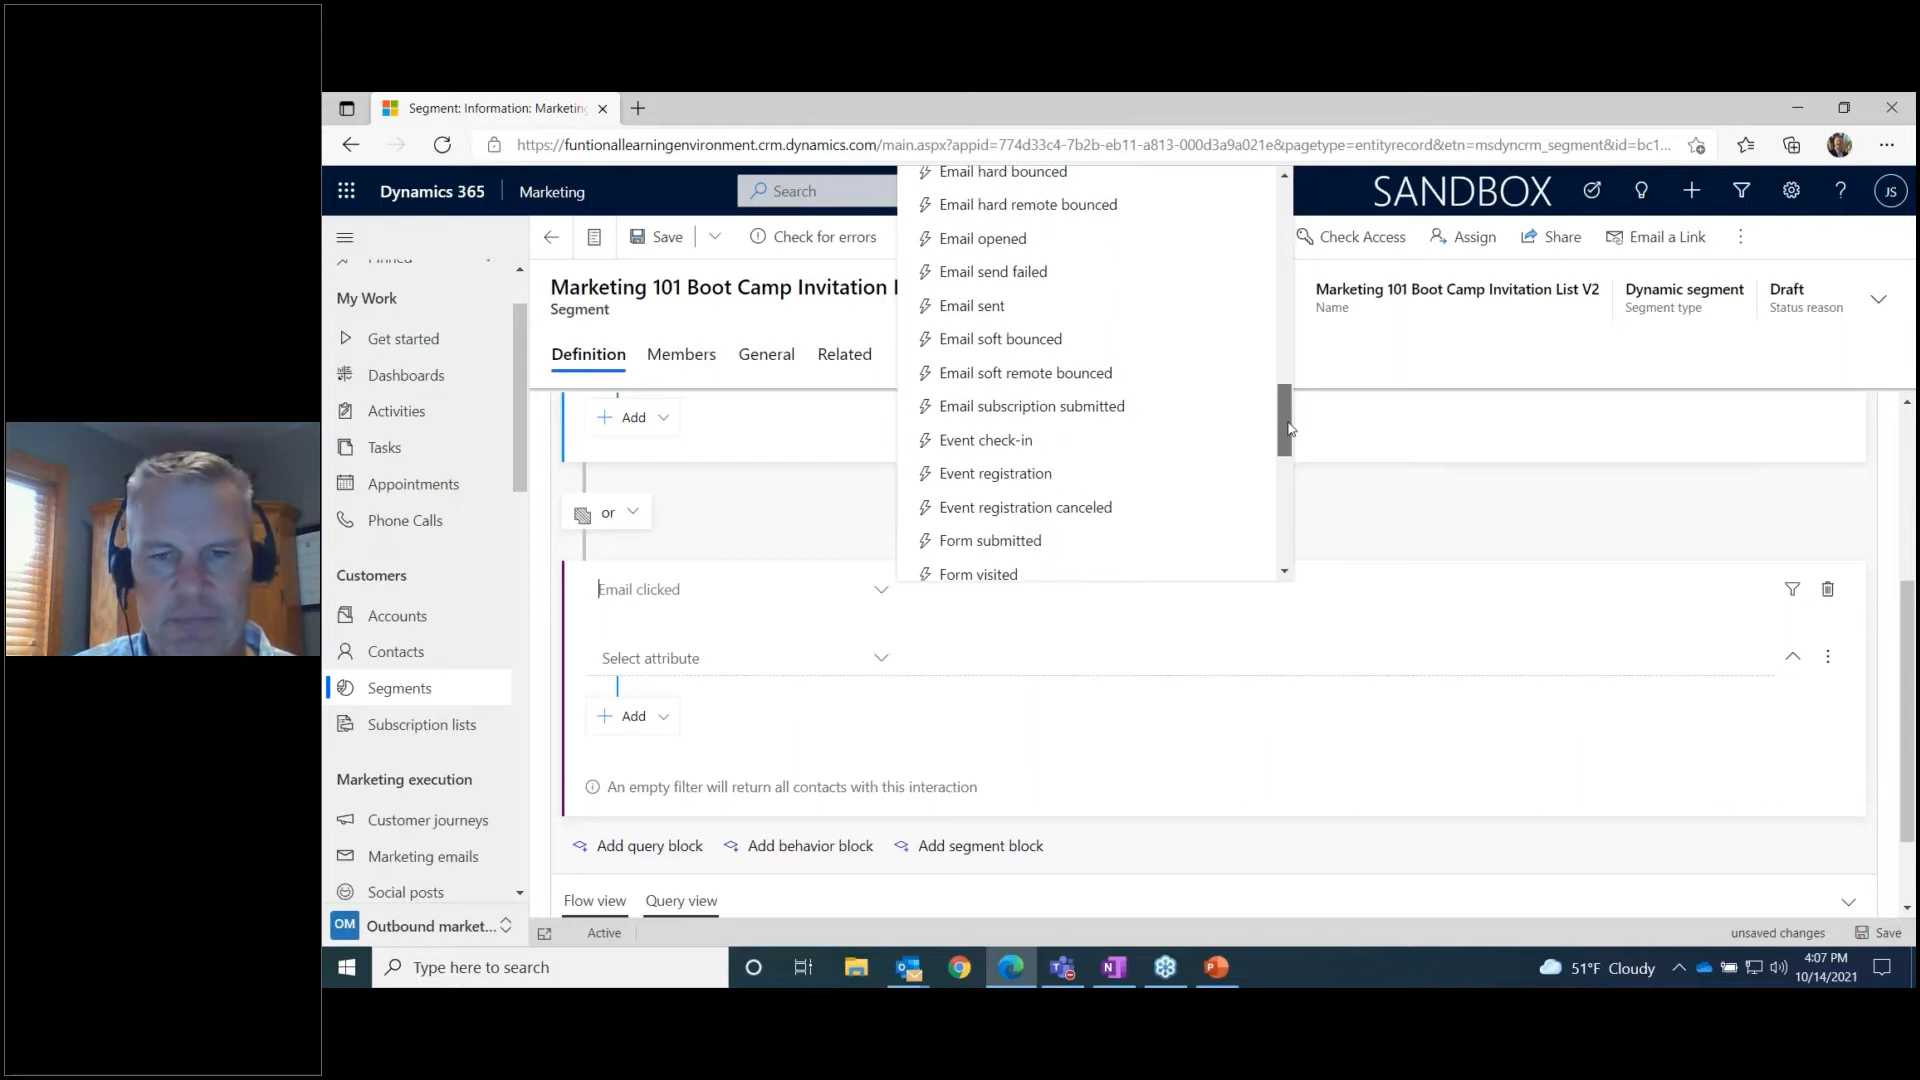 Segment: Information: Marketin
https://funtionallearningenvironment.crm.dynamics.com/main.aspx?appid=774d33c4-7b2b-eb11-a813-000d3a9a021e&pagetype=entityrecord&etn=msdyncrm_segment&id=bc1...
Dynamics 365
Marketing
Search
SANDBOX
JS
Save
Check for errors
Check Access
Assign
Share
Email a Link
Pinned
My Work
Get started
Dashboards
Activities
Tasks
Appointments
Phone Calls
Customers
Accounts
Contacts
Segments
Subscription lists
Marketing execution
Customer journeys
Marketing emails
Social posts
OM Outbound market...
Marketing 101 Boot Camp Invitation
Segment
Marketing 101 Boot Camp Invitation List V2
Name
Dynamic segment
Segment type
Draft
Status reason
Definition
Members
General
Related
Email hard bounced
Email hard remote bounced
Email opened
Email send failed
Email sent
Email soft bounced
Email soft remote bounced
Email subscription submitted
Event check-in
Event registration
Event registration canceled
Form submitted
Form visited
Add
or
Email clicked
Select attribute
Add
An empty filter will return all contacts with this interaction
Add query block
Add behavior block
Add segment block
Flow view
Query view
Active
unsaved changes
Save
Type here to search
51°F Cloudy
4:07 PM
10/14/2021